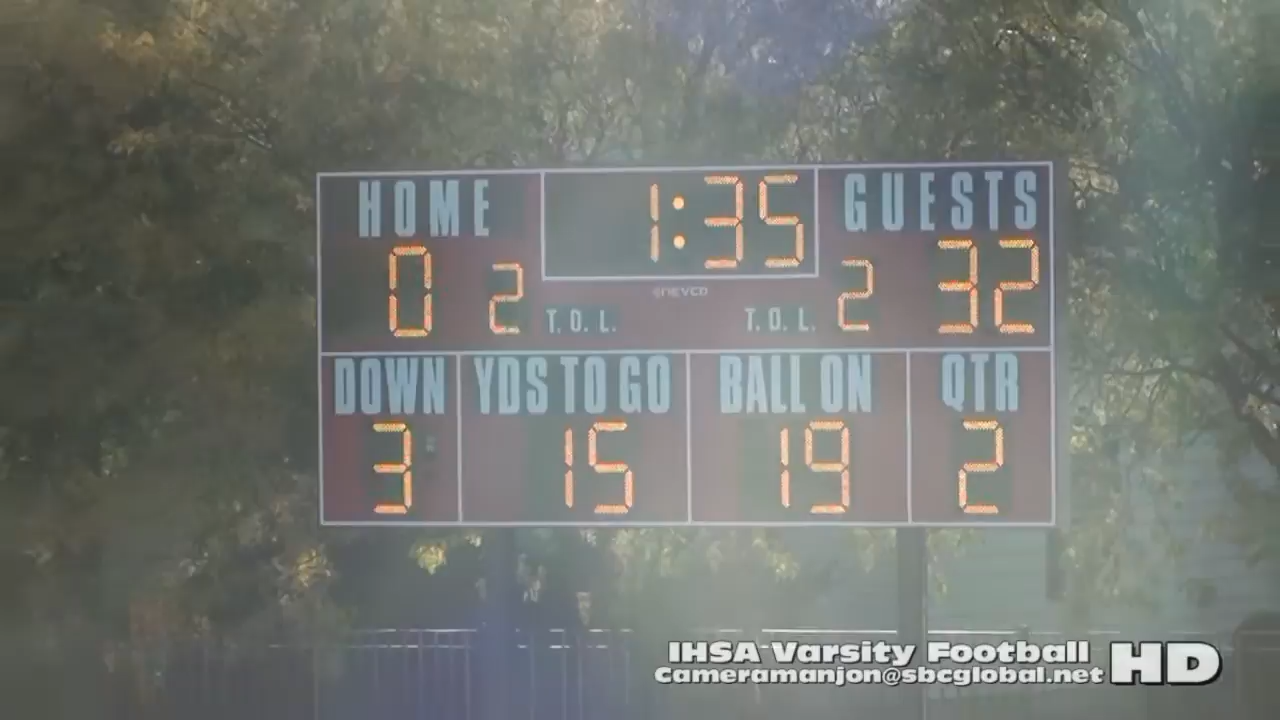 HOME 1:35 GUESTS
0 2 T.O.L. NEVCO T.O.L. 2 32
DOWN YDS TO GO BALL ON QTR
3 15 19 2
IHSA Varsity Football HD
cameramanjon@sbcglobal.net